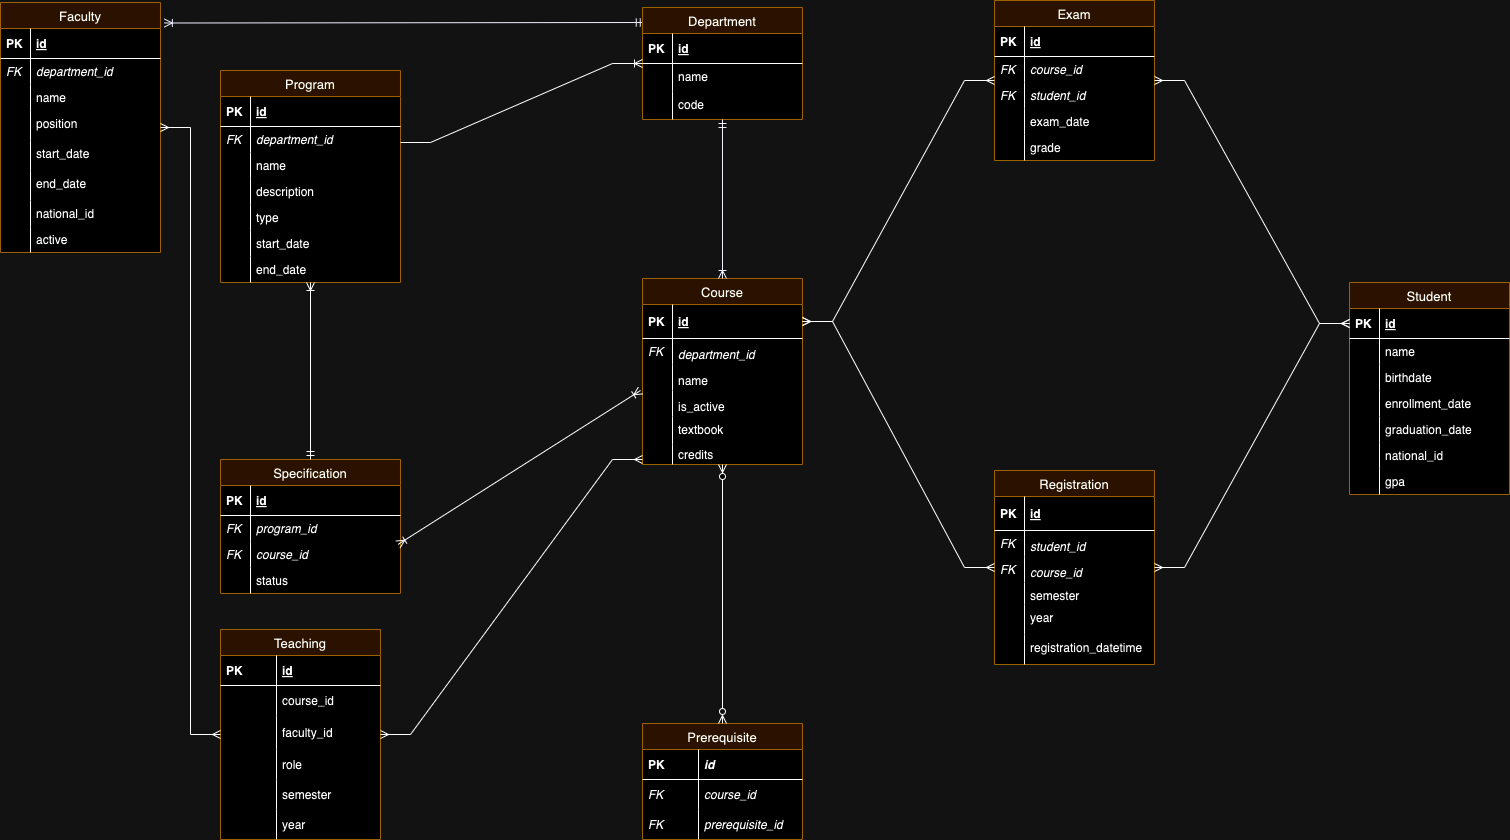 Faculty
PK id
FK department_id
name
position
start_date
end_date
national_id
active
Program
PK id
FK department_id
name
description
type
start_date
end_date
Department
PK id
name
code
Exam
PK id
FK course_id
FK student_id
exam_date
grade
Course
PK id
FK department_id
name
is_active
textbook
credits
Student
PK id
name
birthdate
enrollment_date
graduation_date
national_id
gpa
Specification
PK id
FK program_id
FK course_id
status
Registration
PK id
FK student_id
FK course_id
semester
year
registration_datetime
Teaching
PK id
course_id
faculty_id
role
semester
year
Prerequisite
PK id
FK course_id
FK prerequisite_id